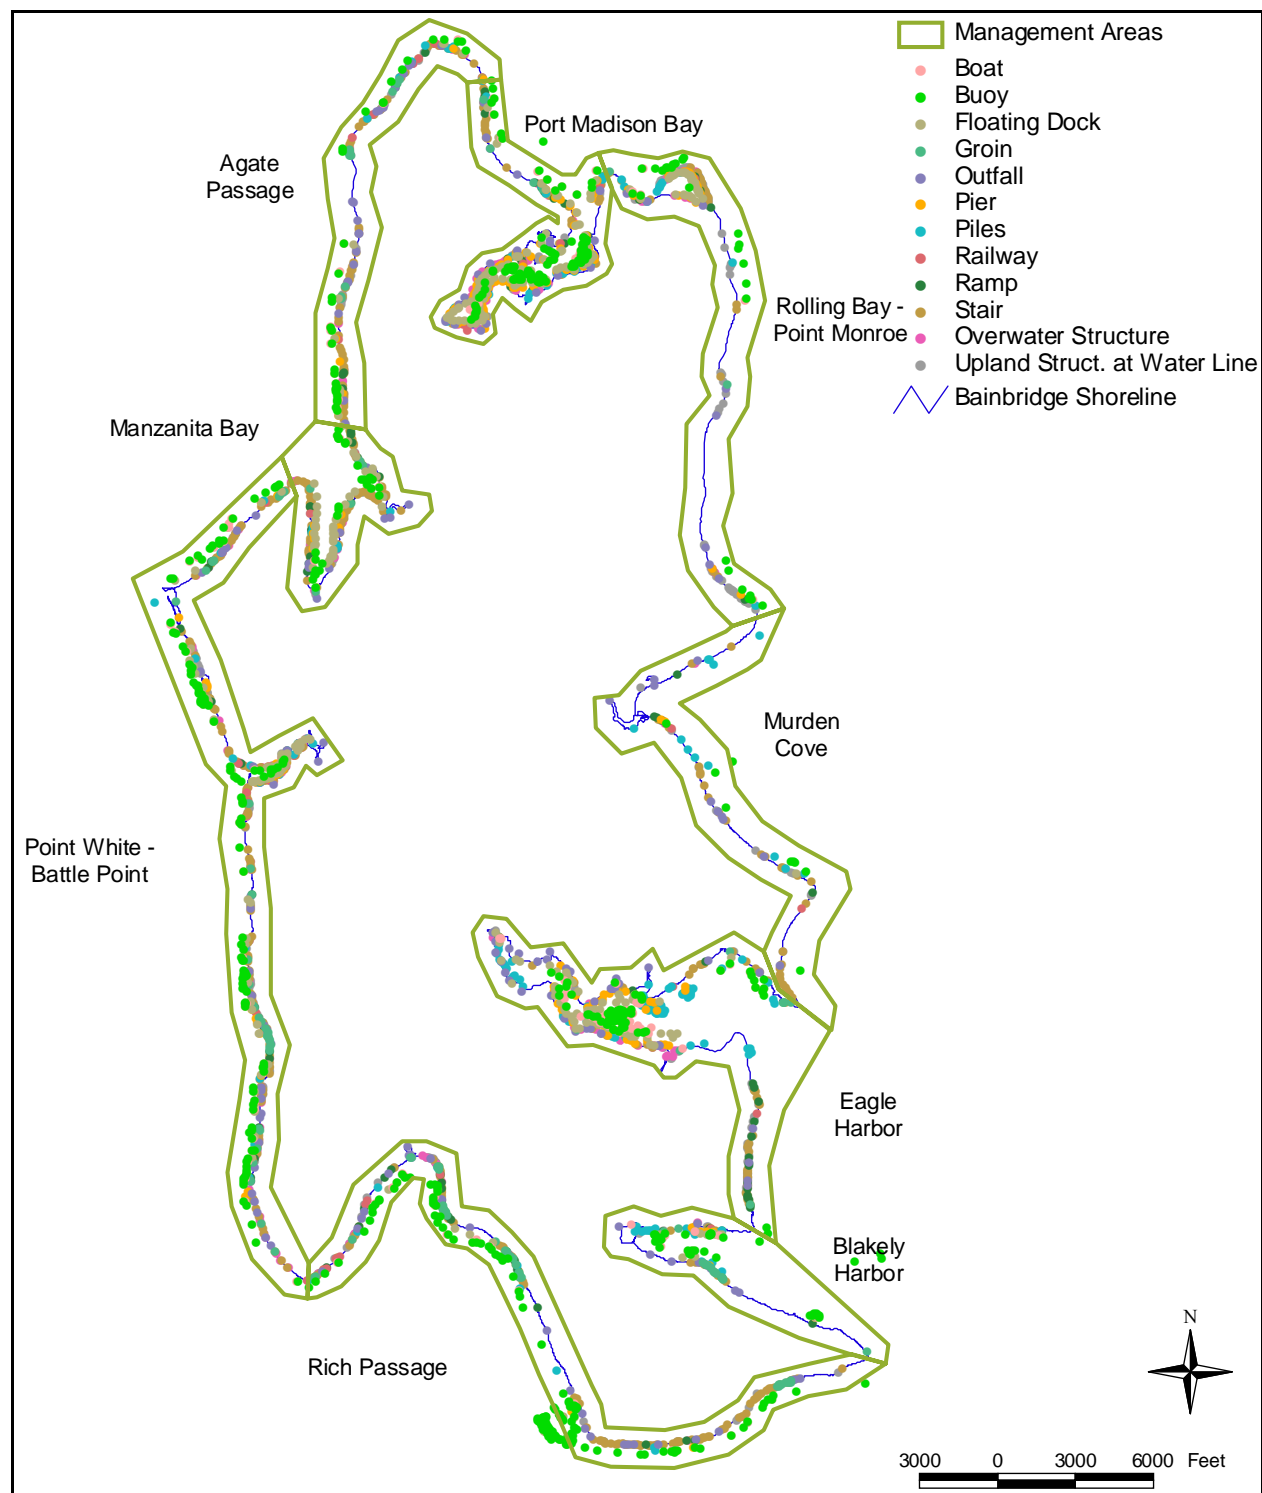 Management Areas
Boat
Buoy
Floating Dock
Groin
Outfall
Pier
Piles
Railway
Ramp
Stair
Overwater Structure
Upland Struct. at Water Line
Bainbridge Shoreline
Port Madison Bay
Agate
Passage
Rolling Bay -
Point Monroe
Manzanita Bay
Murden
Cove
Point White -
Battle Point
Eagle
Harbor
Blakely
Harbor
Rich Passage
N
3000 0 3000 6000 Feet